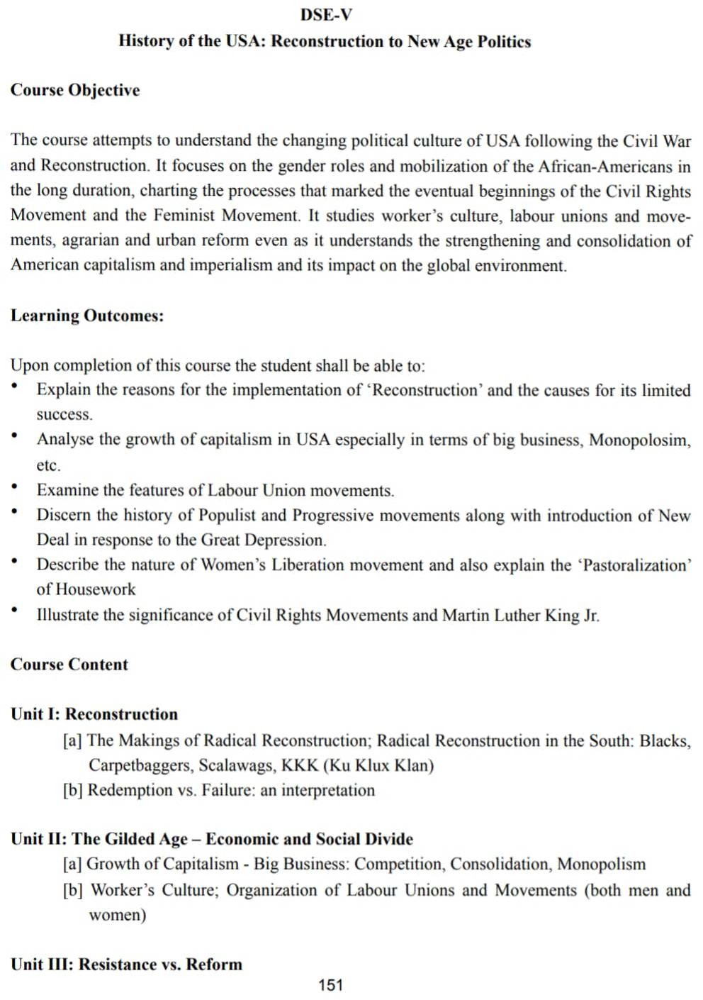 DSE-V
History of the USA: Reconstruction to New Age Politics
Course Objective
The course attempts to understand the changing political culture of USA following the Civil War
and Reconstruction. It focuses on the gender roles and mobilization of the African-Americans in
the long duration, charting the processes that marked the eventual beginnings of the Civil Rights
Movement and the Feminist Movement. It studies worker’s culture, labour unions and move-
ments, agrarian and urban reform even as it understands the strengthening and consolidation of
American capitalism and imperialism and its impact on the global environment.
Learning Outcomes:
Upon completion of this course the student shall be able to:
• Explain the reasons for the implementation of ‘Reconstruction’ and the causes for its limited
success.
• Analyse the growth of capitalism in USA especially in terms of big business, Monopolosim,
etc.
• Examine the features of Labour Union movements.
• Discern the history of Populist and Progressive movements along with introduction of New
Deal in response to the Great Depression.
• Describe the nature of Women’s Liberation movement and also explain the ‘Pastoralization’
of Housework
• Illustrate the significance of Civil Rights Movements and Martin Luther King Jr.
Course Content
Unit I: Reconstruction
[a] The Makings of Radical Reconstruction; Radical Reconstruction in the South: Blacks,
Carpetbaggers, Scalawags, KKK (Ku Klux Klan)
[b] Redemption vs. Failure: an interpretation
Unit II: The Gilded Age – Economic and Social Divide
[a] Growth of Capitalism - Big Business: Competition, Consolidation, Monopolism
[b] Worker’s Culture; Organization of Labour Unions and Movements (both men and
women)
Unit III: Resistance vs. Reform
151